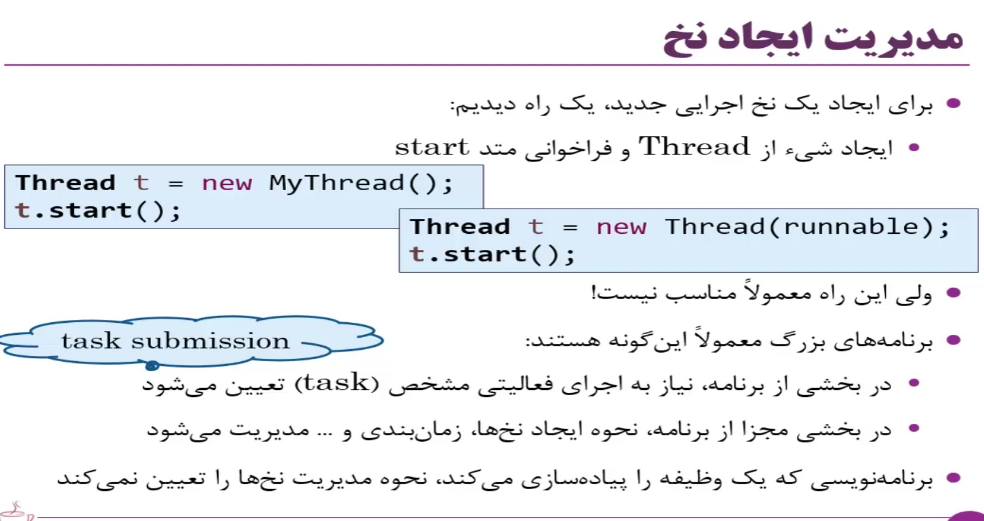 مدیریت ایجاد نخ
برای ایجاد یک نخ اجرایی جدید، یک راه دیدیم:
ایجاد شیء از Thread و فراخوانی متد start
Thread t = new MyThread();
t.start();
Thread t = new Thread(runnable);
t.start();
ولی این راه معمولاً مناسب نیست!
برنامه‌های بزرگ معمولاً این‌گونه هستند:
task submission
در بخشی از برنامه، نیاز به اجرای فعالیتی مشخص (task) تعیین می‌شود
در بخشی مجزا از برنامه، نحوه ایجاد نخ‌ها، زمان‌بندی و ... مدیریت می‌شود
برنامه‌نویسی که یک وظیفه را پیاده‌سازی می‌کند، نحوه مدیریت نخ‌ها را تعیین نمی‌کند